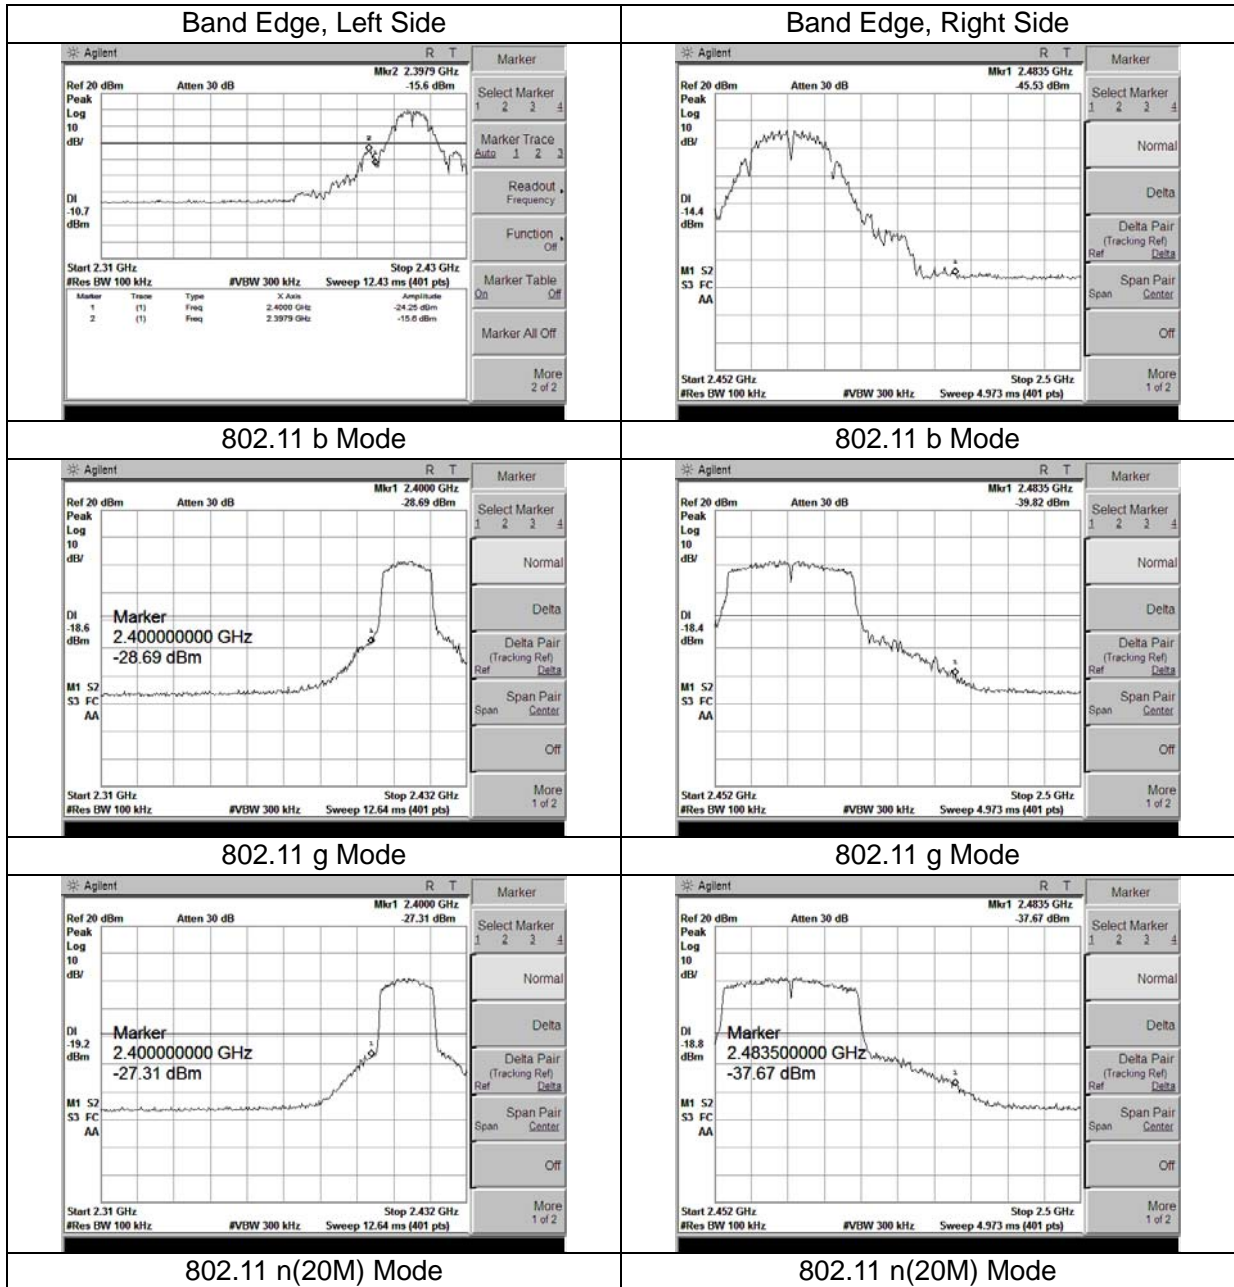 Band Edge, Left Side
Band Edge, Right Side
Agilent R T
Mkr2 2.3979 GHz
Ref 20 dBm Atten 30 dB -15.6 dBm
Peak
Log
10
dB/
DI
-10.7
dBm
Start 2.31 GHz Stop 2.43 GHz
#Res BW 100 kHz #VBW 300 kHz Sweep 12.43 ms (401 pts)
Marker Trace Type X Axis Amplitude
1 (1) Freq 2.4000 GHz -24.25 dBm
2 (1) Freq 2.3979 GHz -15.6 dBm
Marker
Select Marker
1 2 3 4
Marker Trace
Auto 1 2 3
Readout
Frequency
Function
Off
Marker Table
On Off
Marker All Off
More
2 of 2
Agilent R T
Mkr1 2.4835 GHz
Ref 20 dBm Atten 30 dB -45.53 dBm
Peak
Log
10
dB/
DI
-14.4
dBm
M1 S2
S3 FC
AA
Start 2.452 GHz Stop 2.5 GHz
#Res BW 100 kHz #VBW 300 kHz Sweep 4.973 ms (401 pts)
Marker
Select Marker
1 2 3 4
Normal
Delta
Delta Pair
(Tracking Ref)
Ref Delta
Span Pair
Span Center
Off
More
1 of 2
802.11 b Mode
802.11 b Mode
Agilent R T
Mkr1 2.4000 GHz
Ref 20 dBm Atten 30 dB -28.69 dBm
Peak
Log
10
dB/
DI
-18.6
dBm
Marker
2.400000000 GHz
-28.69 dBm
M1 S2
S3 FC
AA
Start 2.31 GHz Stop 2.432 GHz
#Res BW 100 kHz #VBW 300 kHz Sweep 12.64 ms (401 pts)
Marker
Select Marker
1 2 3 4
Normal
Delta
Delta Pair
(Tracking Ref)
Ref Delta
Span Pair
Span Center
Off
More
1 of 2
Agilent R T
Mkr1 2.4835 GHz
Ref 20 dBm Atten 30 dB -39.82 dBm
Peak
Log
10
dB/
DI
-18.4
dBm
M1 S2
S3 FC
AA
Start 2.452 GHz Stop 2.5 GHz
#Res BW 100 kHz #VBW 300 kHz Sweep 4.973 ms (401 pts)
Marker
Select Marker
1 2 3 4
Normal
Delta
Delta Pair
(Tracking Ref)
Ref Delta
Span Pair
Span Center
Off
More
1 of 2
802.11 g Mode
802.11 g Mode
Agilent R T
Mkr1 2.4000 GHz
Ref 20 dBm Atten 30 dB -27.31 dBm
Peak
Log
10
dB/
DI
-19.2
dBm
Marker
2.400000000 GHz
-27.31 dBm
M1 S2
S3 FC
AA
Start 2.31 GHz Stop 2.432 GHz
#Res BW 100 kHz #VBW 300 kHz Sweep 12.64 ms (401 pts)
Marker
Select Marker
1 2 3 4
Normal
Delta
Delta Pair
(Tracking Ref)
Ref Delta
Span Pair
Span Center
Off
More
1 of 2
Agilent R T
Mkr1 2.4835 GHz
Ref 20 dBm Atten 30 dB -37.67 dBm
Peak
Log
10
dB/
DI
-18.8
dBm
Marker
2.483500000 GHz
-37.67 dBm
M1 S2
S3 FC
AA
Start 2.452 GHz Stop 2.5 GHz
#Res BW 100 kHz #VBW 300 kHz Sweep 4.973 ms (401 pts)
Marker
Select Marker
1 2 3 4
Normal
Delta
Delta Pair
(Tracking Ref)
Ref Delta
Span Pair
Span Center
Off
More
1 of 2
802.11 n(20M) Mode
802.11 n(20M) Mode